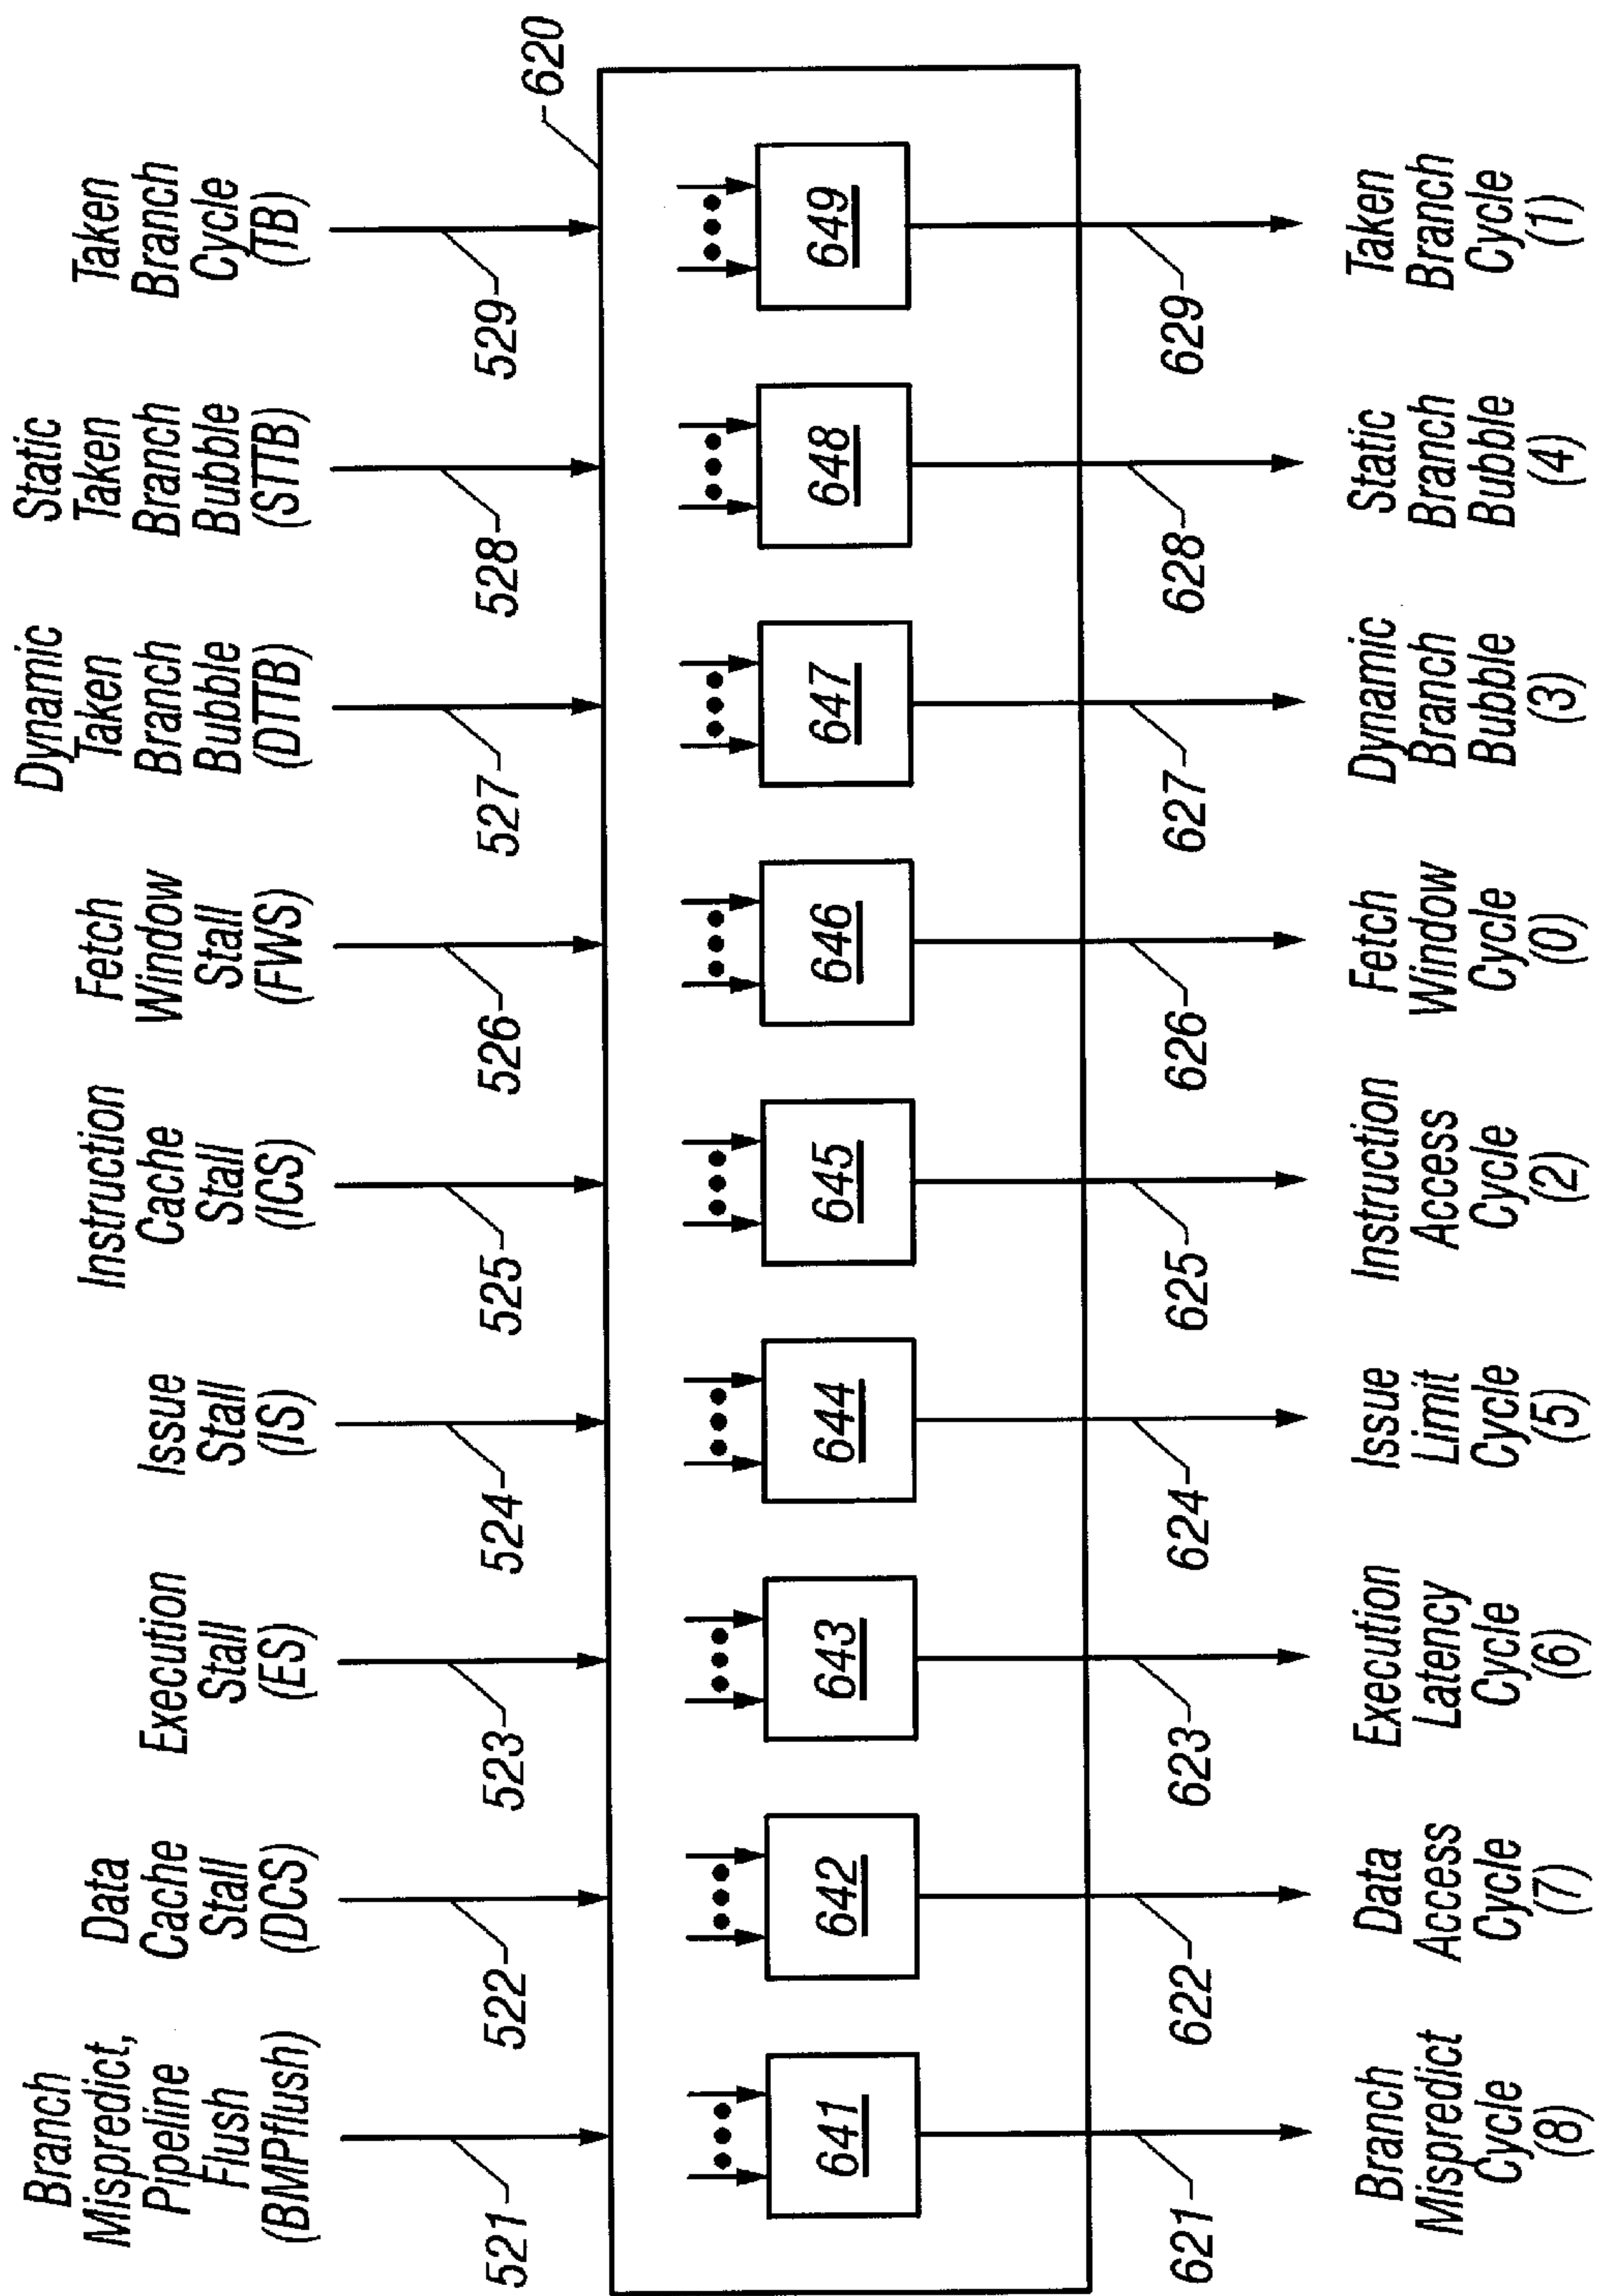 Branch
Mispredict,
Pipeline
Flush
(BMPflush)
Data
Cache
Stall
(DCS)
Execution
Stall
(ES)
Issue
Stall
(IS)
Instruction
Cache
Stall
(ICS)
Fetch
Window
Stall
(FWS)
Dynamic
Taken
Branch
Bubble
(DTTB)
Static
Taken
Branch
Bubble
(STTB)
Taken
Branch
Cycle
(TB)
521
522
523
524
525
526
527
528
529
620
641
642
643
644
645
646
647
648
649
621
622
623
624
625
626
627
628
629
Branch
Mispredict
Cycle
(8)
Data
Access
Cycle
(7)
Execution
Latency
Cycle
(6)
Issue
Limit
Cycle
(5)
Instruction
Access
Cycle
(2)
Fetch
Window
Cycle
(0)
Dynamic
Branch
Bubble
(3)
Static
Branch
Bubble
(4)
Taken
Branch
Cycle
(1)